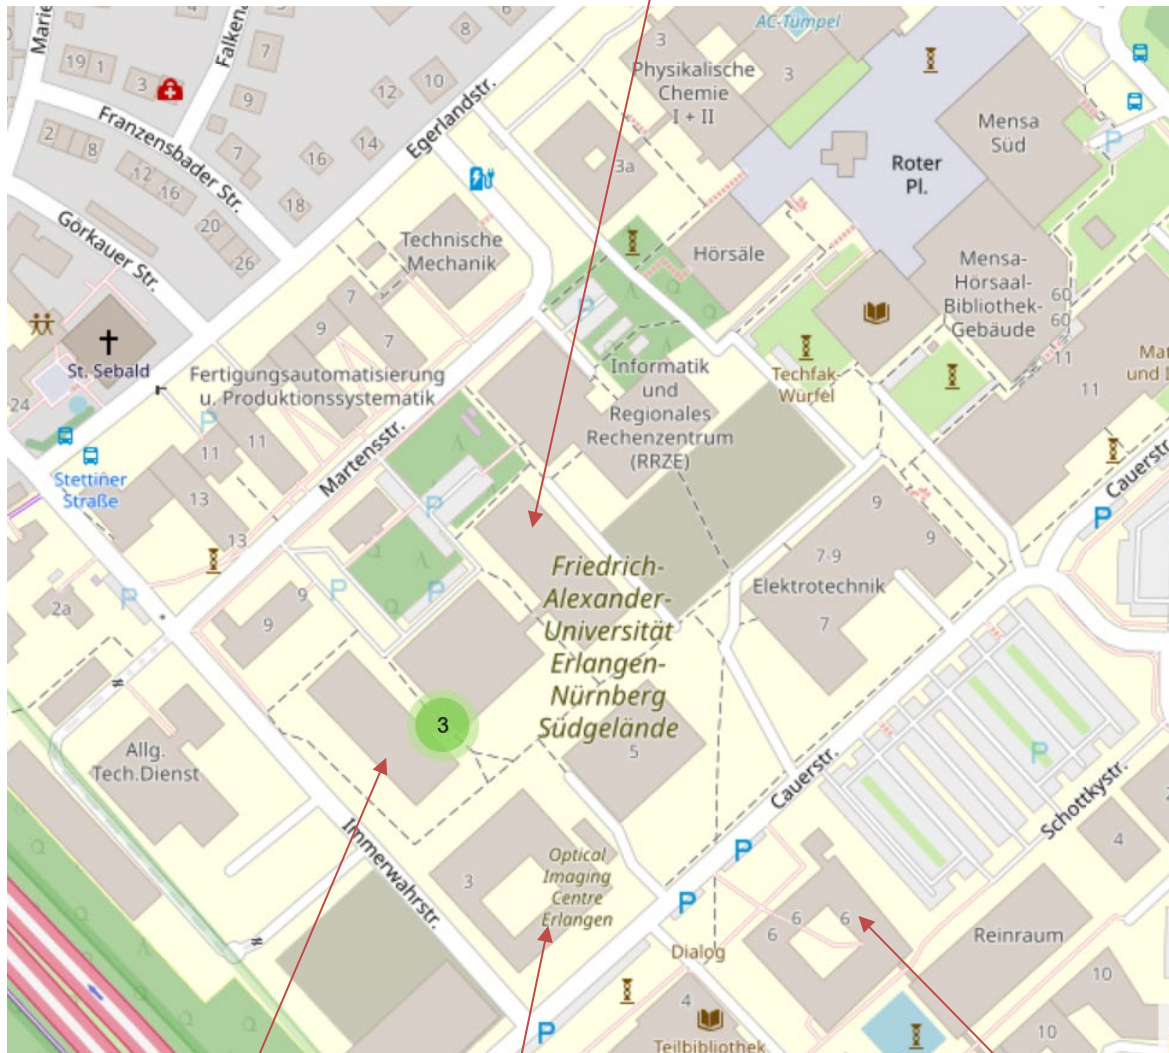 Marie
19
1
3
Falkena
7
9
8
6
10
12
14
16
18
7
2
8
12
16
20
26
Franzensbader Str.
Görkauer Str.
Egerlandstr.
AC-Tümpel
3
3
Physikalische
Chemie
I + II
3a
Roter
Pl.
Mensa
Süd
P
Hörsäle
Technische
Mechanik
Mensa-
Hörsaal-
Bibliothek-
Gebäude
60
60
9
11
11
Mat
und I
St. Sebald
24
Stettiner
Straße
7
9
7
Fertigungsautomatisierung
u. Produktionssystematik
P
11
11
13
13
Martensstr.
P
Informatik
und
Regionales
Rechenzentrum
(RRZE)
Techfak-
Würfel
Cauerstr.
P
P
P
P
P
2a
9
9
9
7-9
9
Elektrotechnik
7
Friedrich-
Alexander-
Universität
Erlangen-
Nürnberg
Südgelände
5
3
Allg.
Tech.Dienst
Immerwahrstr.
3
Optical
Imaging
Centre
Erlangen
Cauerstr.
P
P
P
P
Schottkystr.
4
6
6
6
Reinraum
10
10
Dialog
4
Teilbibliothek